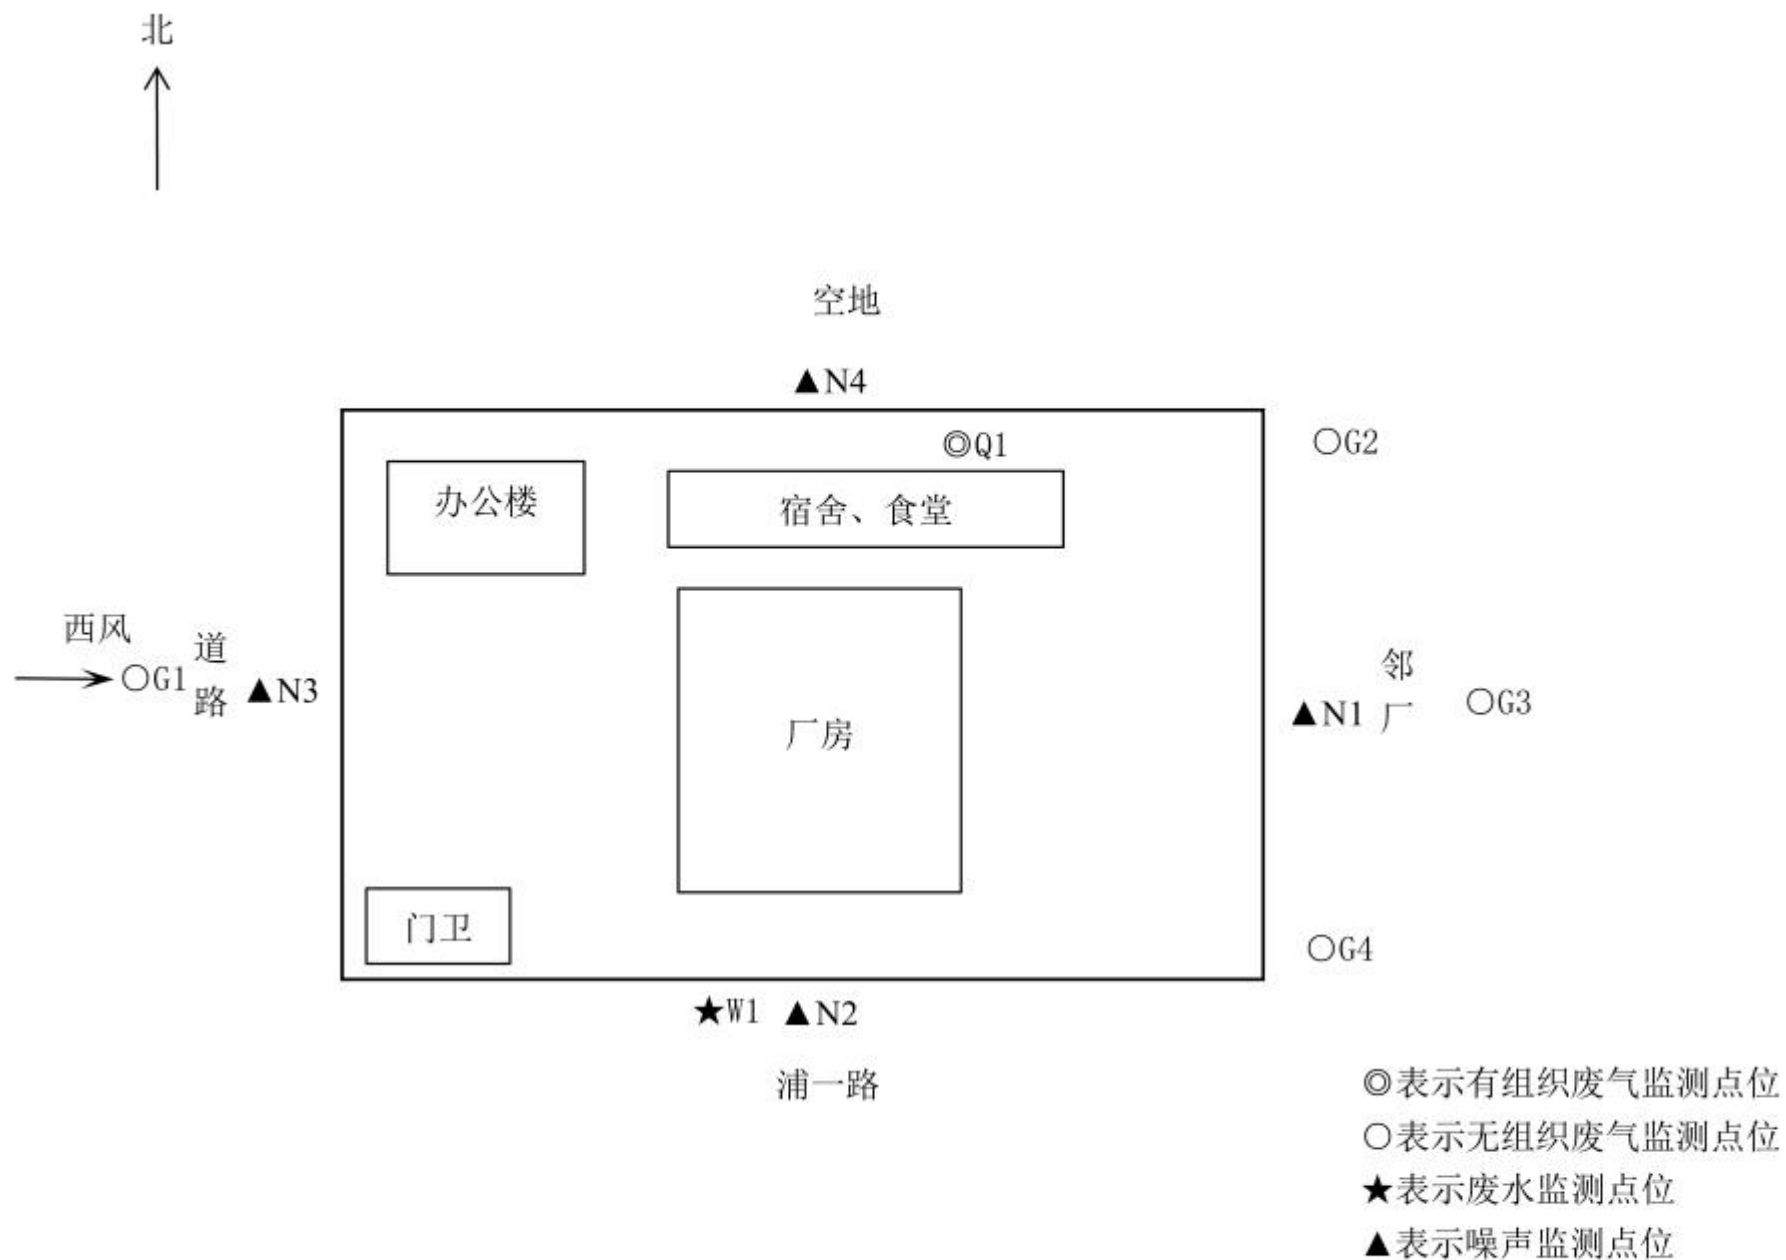 北
空地
▲N4
◎Q1
○G2
办公楼
宿舍、食堂
西风
道路
○G1
▲N3
厂房
▲N1
邻厂
○G3
门卫
○G4
★W1
▲N2
浦一路
◎表示有组织废气监测点位
○表示无组织废气监测点位
★表示废水监测点位
▲表示噪声监测点位